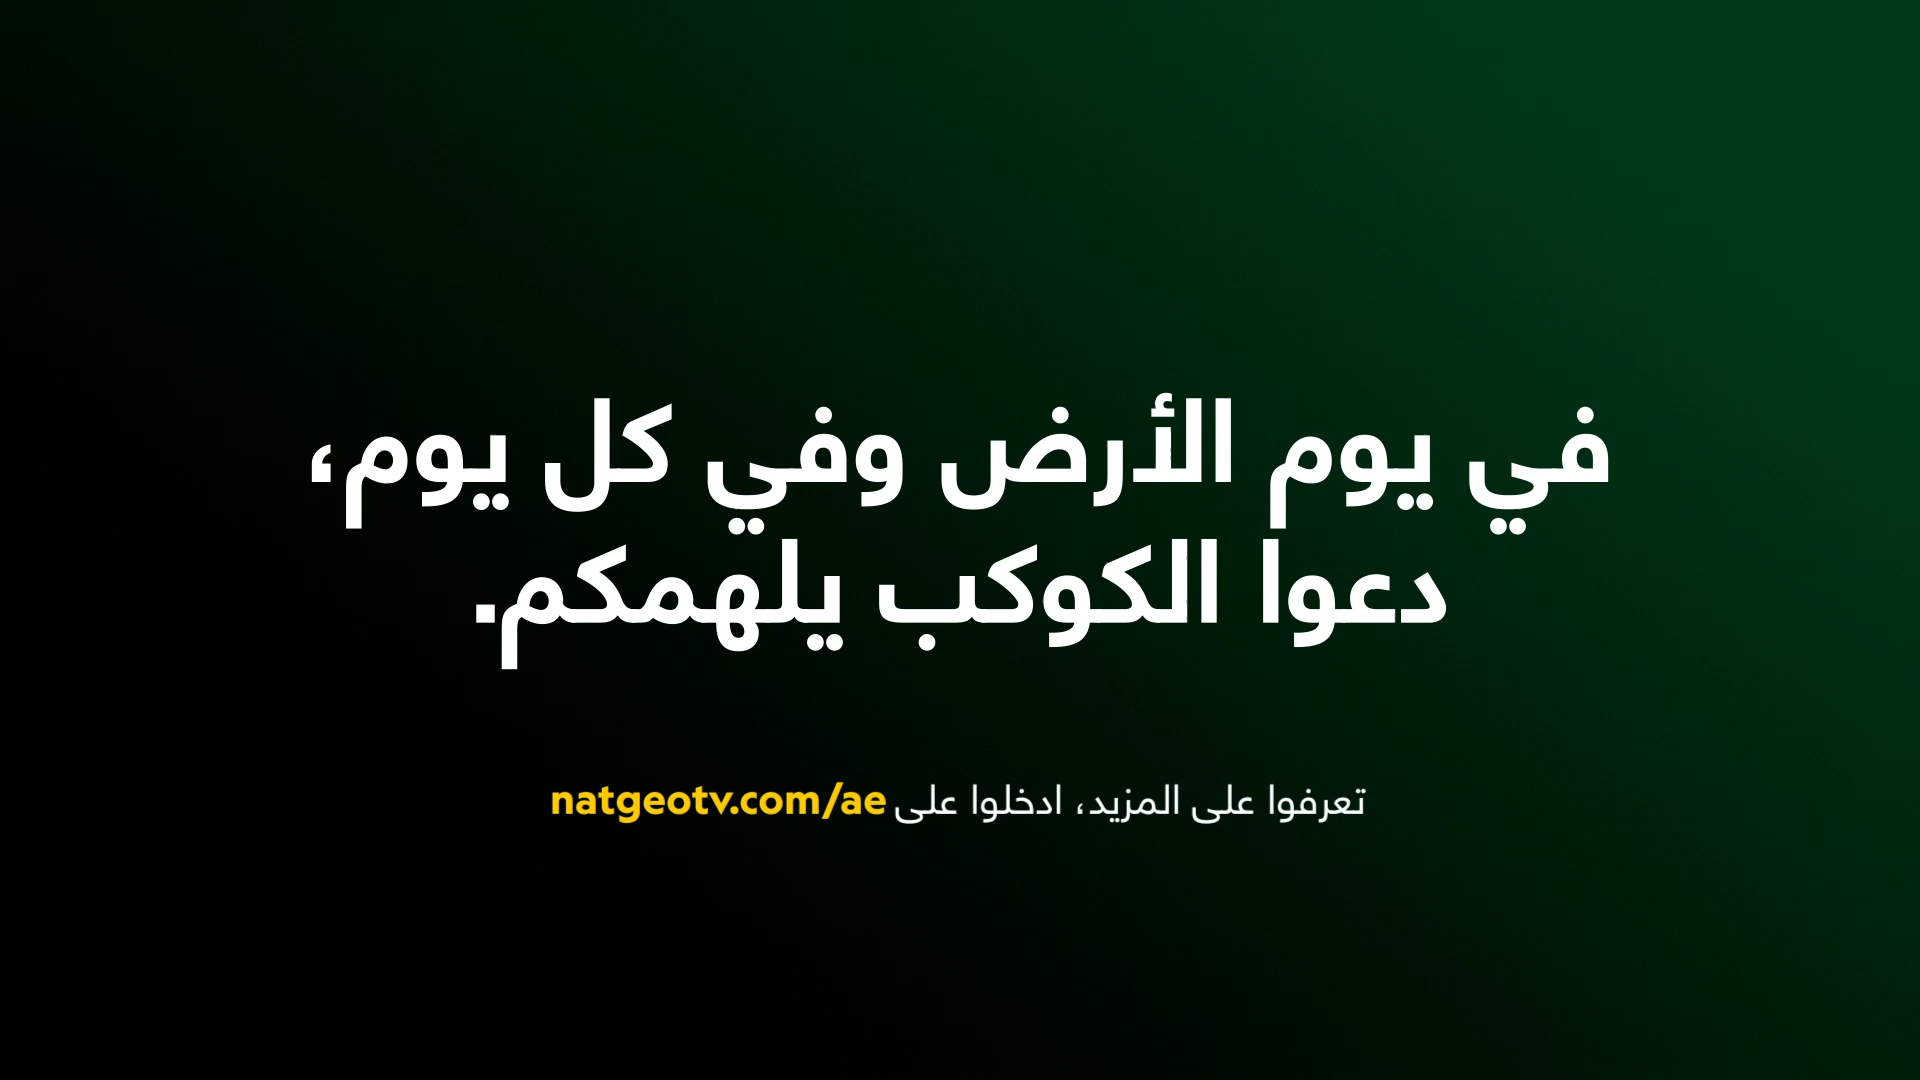 في يوم الأرض وفي كل يوم،
دعوا الكوكب يلهمكم.
تعرفوا على المزيد، ادخلوا على natgeotv.com/ae